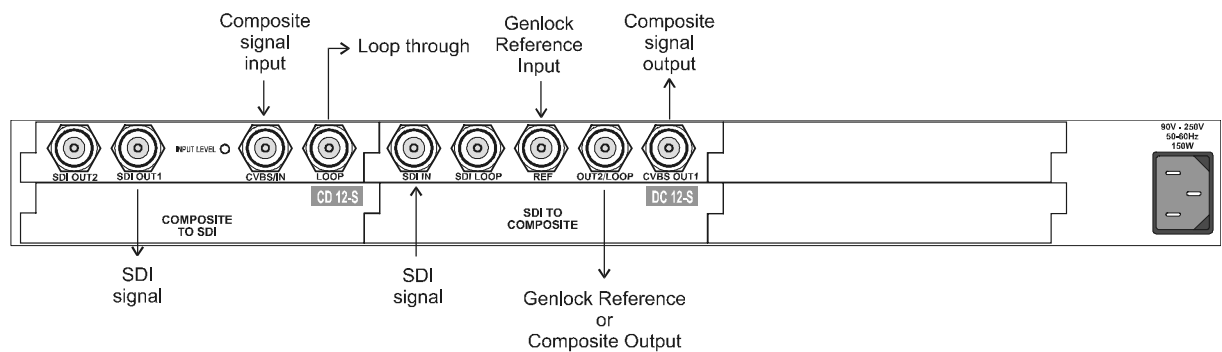 Composite
signal
input
Loop through
Genlock
Reference
Input
Composite
signal
output
SDI OUT2
SDI OUT1
INPUT LEVEL
CVBS/IN
LOOP
SDI IN
SDI LOOP
REF
OUT2/LOOP
CVBS OUT1
90V - 250V
50-60Hz
150W
CD 12-S
DC 12-S
COMPOSITE
TO SDI
SDI TO
COMPOSITE
SDI
signal
SDI
signal
Genlock Reference
or
Composite Output